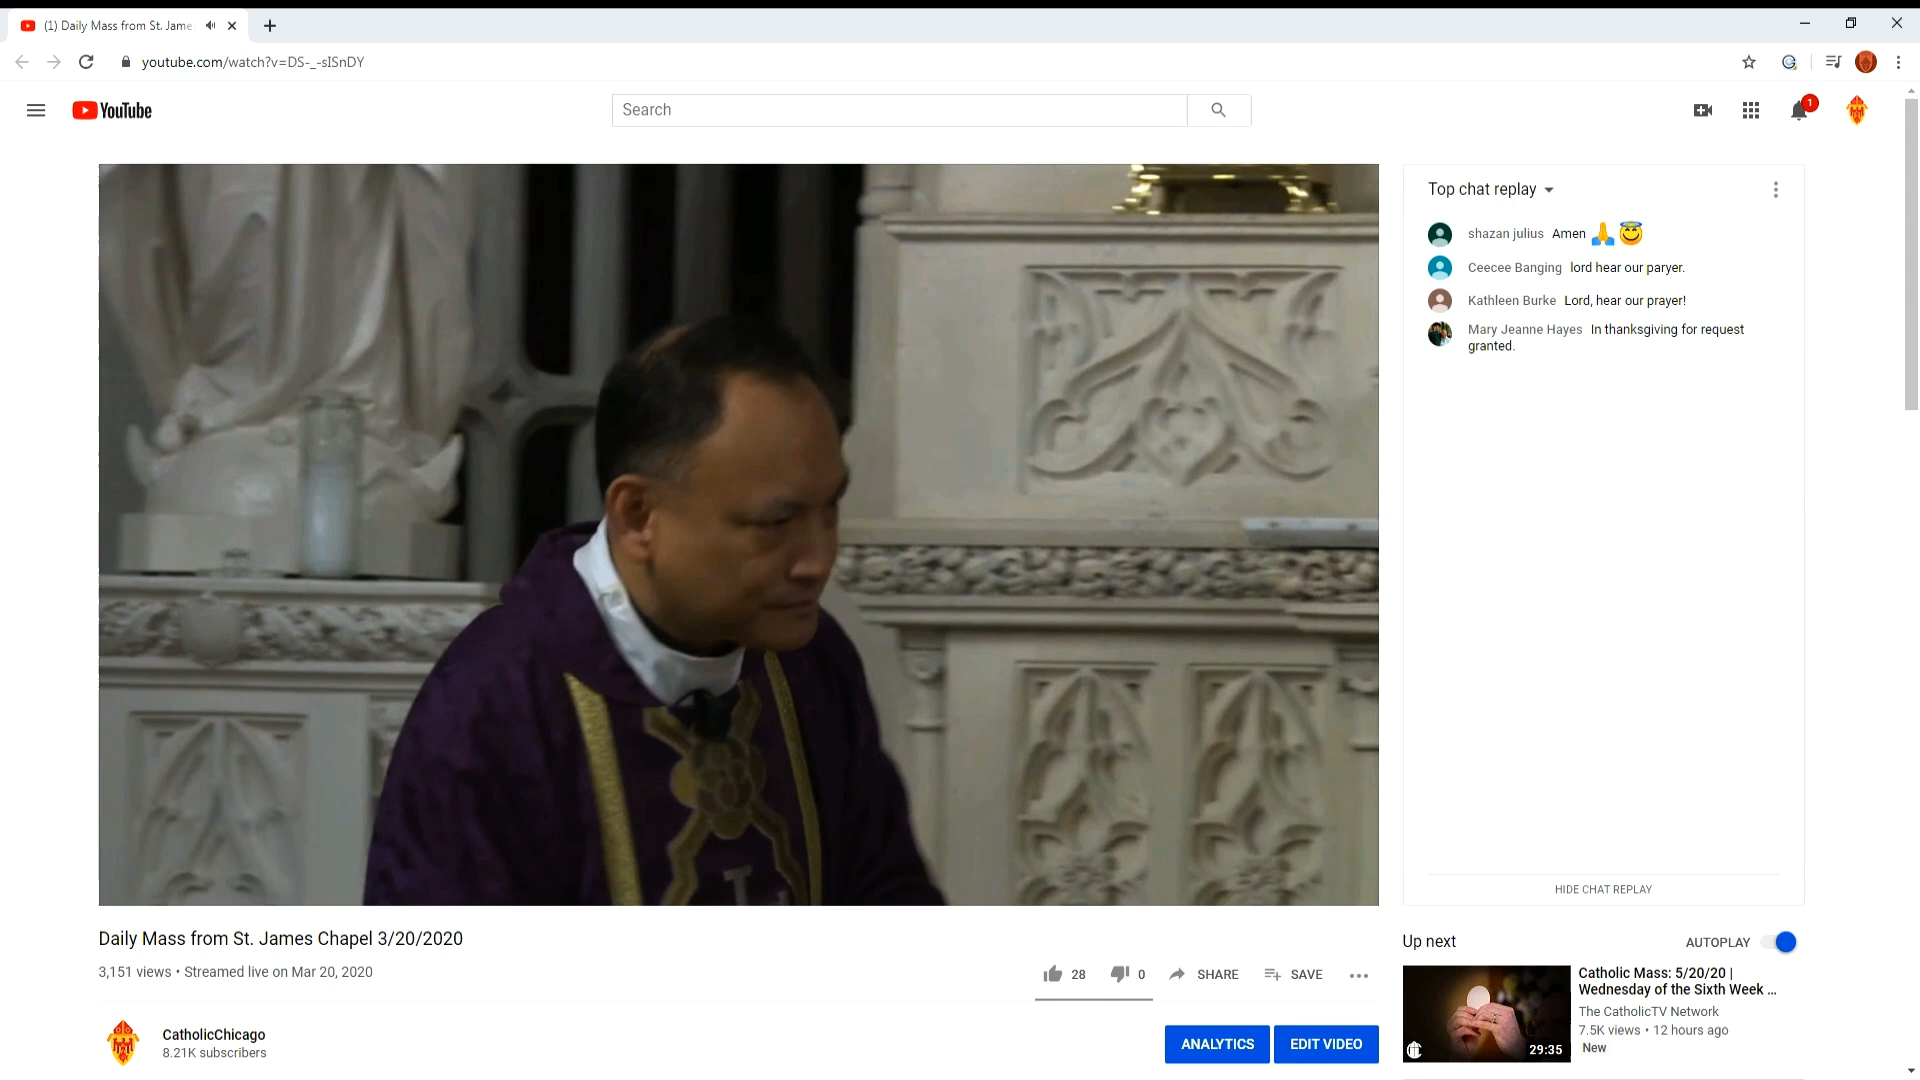 (1) Daily Mass from St. Jame
youtube.com/watch?v=DS-_-sISnDY
YouTube
Search
1
Top chat replay
shazan julius Amen 🙏😇
Ceecee Banging lord hear our paryer.
Kathleen Burke Lord, hear our prayer!
Mary Jeanne Hayes In thanksgiving for request
granted.
HIDE CHAT REPLAY
Daily Mass from St. James Chapel 3/20/2020
3,151 views • Streamed live on Mar 20, 2020
28 0 SHARE SAVE
CatholicChicago
8.21K subscribers
ANALYTICS EDIT VIDEO
Up next AUTOPLAY
29:35
Catholic Mass: 5/20/20 |
Wednesday of the Sixth Week ...
The CatholicTV Network
7.5K views • 12 hours ago
New